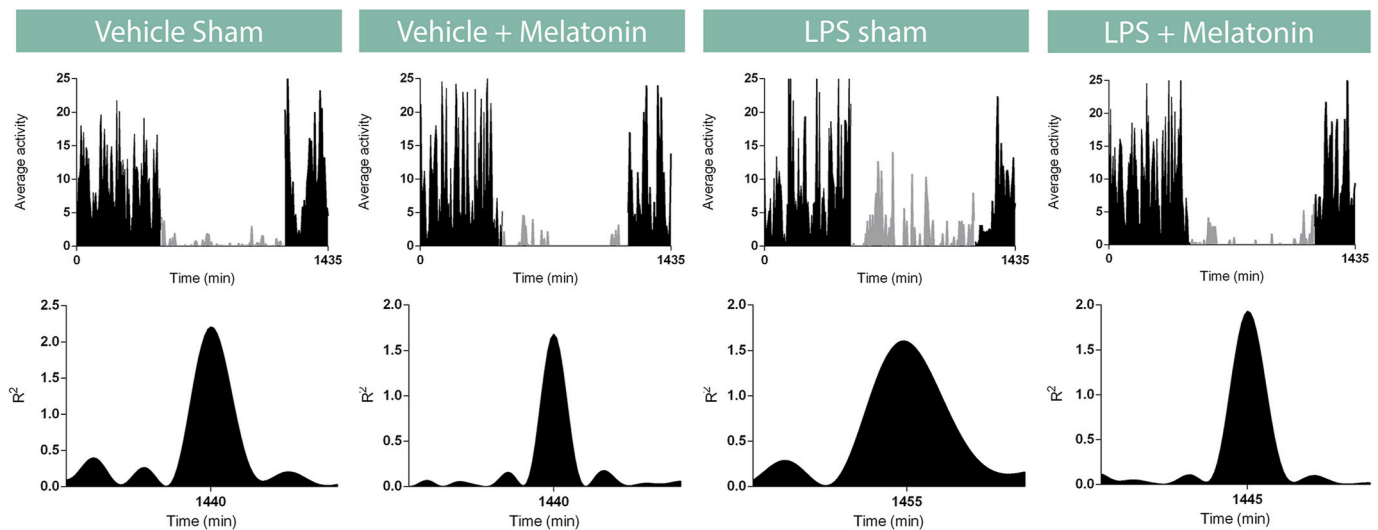 Vehicle Sham
Vehicle + Melatonin
LPS sham
LPS + Melatonin
Average activity
25
20
15
10
5
0
0
1435
Time (min)
Average activity
25
20
15
10
5
0
0
1435
Time (min)
Average activity
25
20
15
10
5
0
0
1435
Time (min)
Average activity
25
20
15
10
5
0
0
1435
Time (min)
R²
2.5
2.0
1.5
1.0
0.5
0.0
1440
Time (min)
R²
2.0
1.5
1.0
0.5
0.0
1440
Time (min)
R²
2.0
1.5
1.0
0.5
0.0
1455
Time (min)
R²
2.0
1.5
1.0
0.5
0.0
1445
Time (min)